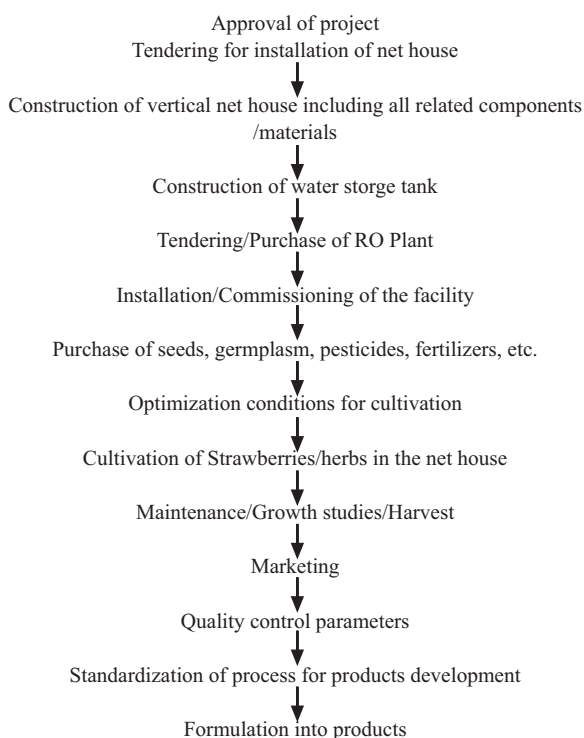 Approval of project
Tendering for installation of net house
Construction of vertical net house including all related components
/materials
Construction of water storge tank
Tendering/Purchase of RO Plant
Installation/Commissioning of the facility
Purchase of seeds, germplasm, pesticides, fertilizers, etc.
Optimization conditions for cultivation
Cultivation of Strawberries/herbs in the net house
Maintenance/Growth studies/Harvest
Marketing
Quality control parameters
Standardization of process for products development
Formulation into products